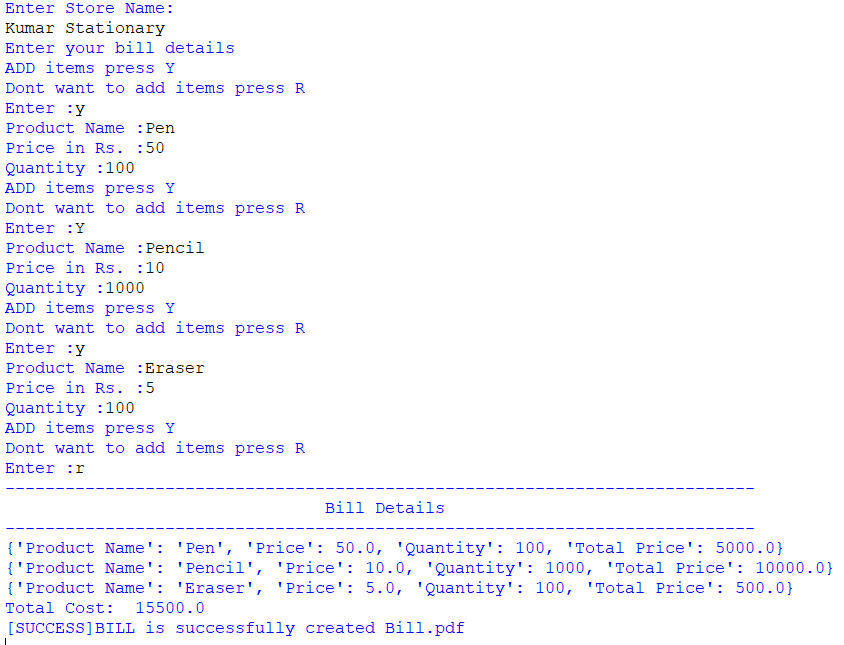 Enter Store Name:
Kumar Stationary
Enter your bill details
ADD items press Y
Dont want to add items press R
Enter :y
Product Name :Pen
Price in Rs. :50
Quantity :100
ADD items press Y
Dont want to add items press R
Enter :Y
Product Name :Pencil
Price in Rs. :10
Quantity :1000
ADD items press Y
Dont want to add items press R
Enter :y
Product Name :Eraser
Price in Rs. :5
Quantity :100
ADD items press Y
Dont want to add items press R
Enter :r
---------------------------------------------------------------------------
Bill Details
---------------------------------------------------------------------------
{'Product Name': 'Pen', 'Price': 50.0, 'Quantity': 100, 'Total Price': 5000.0}
{'Product Name': 'Pencil', 'Price': 10.0, 'Quantity': 1000, 'Total Price': 10000.0}
{'Product Name': 'Eraser', 'Price': 5.0, 'Quantity': 100, 'Total Price': 500.0}
Total Cost:  15500.0
[SUCCESS]BILL is successfully created Bill.pdf